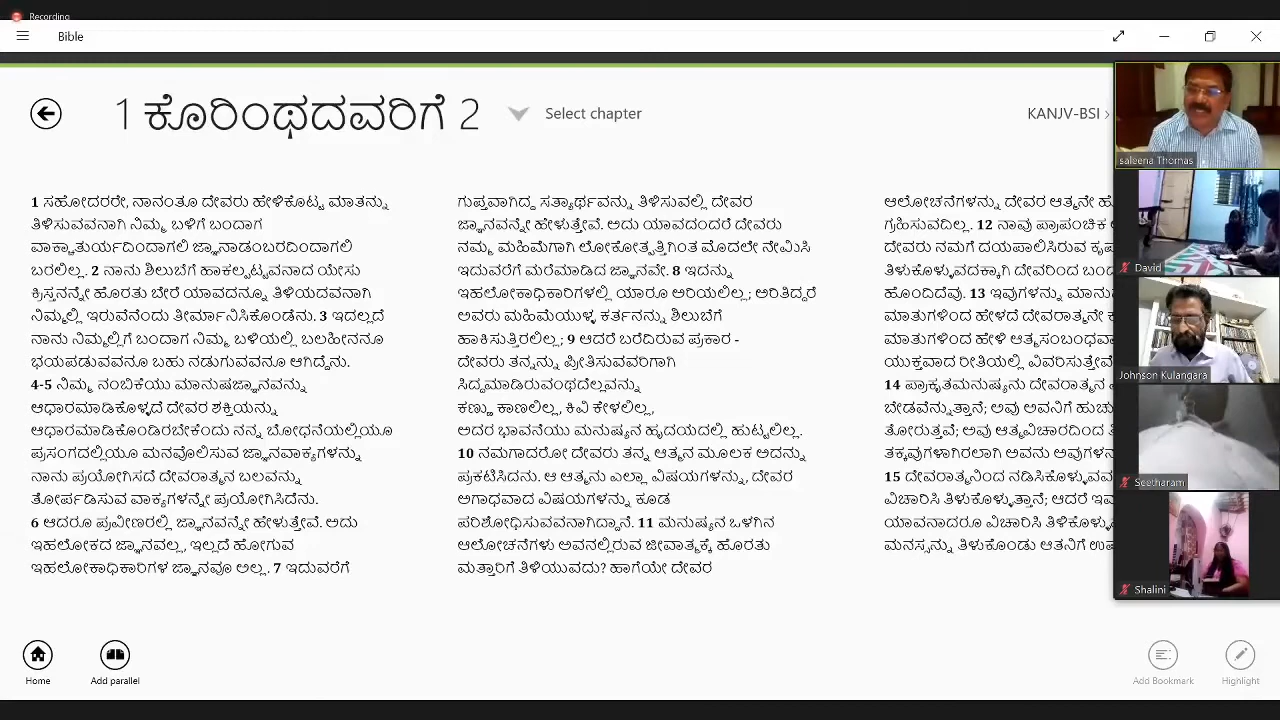 Recording
Bible
1 ಕೊರಿಂಥದವರಿಗೆ 2
Select chapter
KANJV-BSI ›
1 ಸಹೋದರರೇ, ನಾನಂತೂ ದೇವರು ಹೇಳಿಕೊಟ್ಟ ಮಾತನ್ನು
ತಿಳಿಸುವವನಾಗಿ ನಿಮ್ಮ ಬಳಿಗೆ ಬಂದಾಗ
ವಾಕ್ಚಾತುರ್ಯದಿಂದಾಗಲಿ ಜ್ಞಾನಾಡಂಬರದಿಂದಾಗಲಿ
ಬರಲಿಲ್ಲ. 2 ನಾನು ಶಿಲುಬೆಗೆ ಹಾಕಲ್ಪಟ್ಟವನಾದ ಯೇಸು
ಕ್ರಿಸ್ತನನ್ನೇ ಹೊರತು ಬೇರೆ ಯಾವದನ್ನೂ ತಿಳಿಯದವನಾಗಿ
ನಿಮ್ಮಲ್ಲಿ ಇರುವೆನೆಂದು ತೀರ್ಮಾನಿಸಿಕೊಂಡೆನು. 3 ಇದಲ್ಲದೆ
ನಾನು ನಿಮ್ಮಲ್ಲಿಗೆ ಬಂದಾಗ ನಿಮ್ಮ ಬಳಿಯಲ್ಲಿ ಬಲಹೀನನೂ
ಭಯಪಡುವವನೂ ಬಹು ನಡುಗುವವನೂ ಆಗಿದ್ದೆನು.
4-5 ನಿಮ್ಮ ನಂಬಿಕೆಯು ಮಾನುಷಜ್ಞಾನವನ್ನು
ಆಧಾರಮಾಡಿಕೊಳ್ಳದೆ ದೇವರ ಶಕ್ತಿಯನ್ನು
ಆಧಾರಮಾಡಿಕೊಂಡಿರಬೇಕೆಂದು ನನ್ನ ಬೋಧನೆಯಲ್ಲಿಯೂ
ಪ್ರಸಂಗದಲ್ಲಿಯೂ ಮನವೊಲಿಸುವ ಜ್ಞಾನವಾಕ್ಯಗಳನ್ನು
ನಾನು ಪ್ರಯೋಗಿಸದೆ ದೇವರಾತ್ಮನ ಬಲವನ್ನು
ತೋರ್ಪಡಿಸುವ ವಾಕ್ಯಗಳನ್ನೇ ಪ್ರಯೋಗಿಸಿದೆನು.
6 ಆದರೂ ಪ್ರವೀಣರಲ್ಲಿ ಜ್ಞಾನವನ್ನೇ ಹೇಳುತ್ತೇವೆ. ಅದು
ಇಹಲೋಕದ ಜ್ಞಾನವಲ್ಲ, ಇಲ್ಲದೆ ಹೋಗುವ
ಇಹಲೋಕಾಧಿಕಾರಿಗಳ ಜ್ಞಾನವೂ ಅಲ್ಲ. 7 ಇದುವರೆಗೆ
ಗುಪ್ತವಾಗಿದ್ದ ಸತ್ಯಾರ್ಥವನ್ನು ತಿಳಿಸುವಲ್ಲಿ ದೇವರ
ಜ್ಞಾನವನ್ನೇ ಹೇಳುತ್ತೇವೆ. ಅದು ಯಾವದಂದರೆ ದೇವರು
ನಮ್ಮ ಮಹಿಮೆಗಾಗಿ ಲೋಕೋತ್ಪತ್ತಿಗಿಂತ ಮೊದಲೇ ನೇಮಿಸಿ
ಇದುವರೆಗೆ ಮರೆಮಾಡಿದ ಜ್ಞಾನವೇ. 8 ಇದನ್ನು
ಇಹಲೋಕಾಧಿಕಾರಿಗಳಲ್ಲಿ ಯಾರೂ ಅರಿಯಲಿಲ್ಲ; ಅರಿತಿದ್ದರೆ
ಅವರು ಮಹಿಮೆಯುಳ್ಳ ಕರ್ತನನ್ನು ಶಿಲುಬೆಗೆ
ಹಾಕಿಸುತ್ತಿರಲಿಲ್ಲ; 9 ಆದರೆ ಬರೆದಿರುವ ಪ್ರಕಾರ -
ದೇವರು ತನ್ನನ್ನು ಪ್ರೀತಿಸುವವರಿಗಾಗಿ
ಸಿದ್ಧಮಾಡಿರುವಂಥದೆಲ್ಲವನ್ನು
ಕಣ್ಣು ಕಾಣಲಿಲ್ಲ, ಕಿವಿ ಕೇಳಲಿಲ್ಲ,
ಅದರ ಭಾವನೆಯು ಮನುಷ್ಯನ ಹೃದಯದಲ್ಲಿ ಹುಟ್ಟಲಿಲ್ಲ.
10 ನಮಗಾದರೋ ದೇವರು ತನ್ನ ಆತ್ಮನ ಮೂಲಕ ಅದನ್ನು
ಪ್ರಕಟಿಸಿದನು. ಆ ಆತ್ಮನು ಎಲ್ಲಾ ವಿಷಯಗಳನ್ನು, ದೇವರ
ಅಗಾಧವಾದ ವಿಷಯಗಳನ್ನು ಕೂಡ
ಪರಿಶೋಧಿಸುವವನಾಗಿದ್ದಾನೆ. 11 ಮನುಷ್ಯನ ಒಳಗಿನ
ಆಲೋಚನೆಗಳು ಅವನಲ್ಲಿರುವ ಜೀವಾತ್ಮಕ್ಕೆ ಹೊರತು
ಮತ್ತಾರಿಗೆ ತಿಳಿಯುವದು? ಹಾಗೆಯೇ ದೇವರ
ಆಲೋಚನೆಗಳನ್ನು ದೇವರ ಆತ್ಮನೇ
ಗ್ರಹಿಸುವದಿಲ್ಲ. 12 ನಾವು ಪ್ರಾಪಂಚಿಕ
ದೇವರು ನಮಗೆ ದಯಪಾಲಿಸಿರುವ
ತಿಳುಕೊಳ್ಳುವದಕ್ಕಾಗಿ ದೇವರಿಂದ
ಹೊಂದಿದೆವು. 13 ಇವುಗಳನ್ನು
ಮಾತುಗಳಿಂದ ಹೇಳದೆ ದೇವರಾತ್ಮನೇ
ಮಾತುಗಳಿಂದ ಹೇಳಿ
ಯುಕ್ತವಾದ ರೀತಿಯಲ್ಲಿ
14 ಪ್ರಾಕೃತಮನುಷ್ಯನು ದೇವರಾತ್ಮನ
ಬೇಡವೆನ್ನುತ್ತಾನೆ; ಅವು ಅವನಿಗೆ
ತೋರುತ್ತವೆ; ಅವು ಆತ್ಮವಿಚಾರದಿಂದ
ತಕ್ಕವುಗಳಾಗಿರಲಾಗಿ ಅವನು
15 ದೇವರಾತ್ಮನಿಂದ
ವಿಚಾರಿಸಿ ತಿಳುಕೊಳ್ಳುತ್ತಾನೆ; ಆದರೆ
ಯಾವನಾದರೂ ವಿಚಾರಿಸಿ
ಮನಸ್ಸನ್ನು ತಿಳುಕೊಂಡು ಆತನಿಗೆ
saleena Thomas
David
Johnson Kulangara
Seetharam
Shalini
Home
Add parallel
Add Bookmark
Highlight